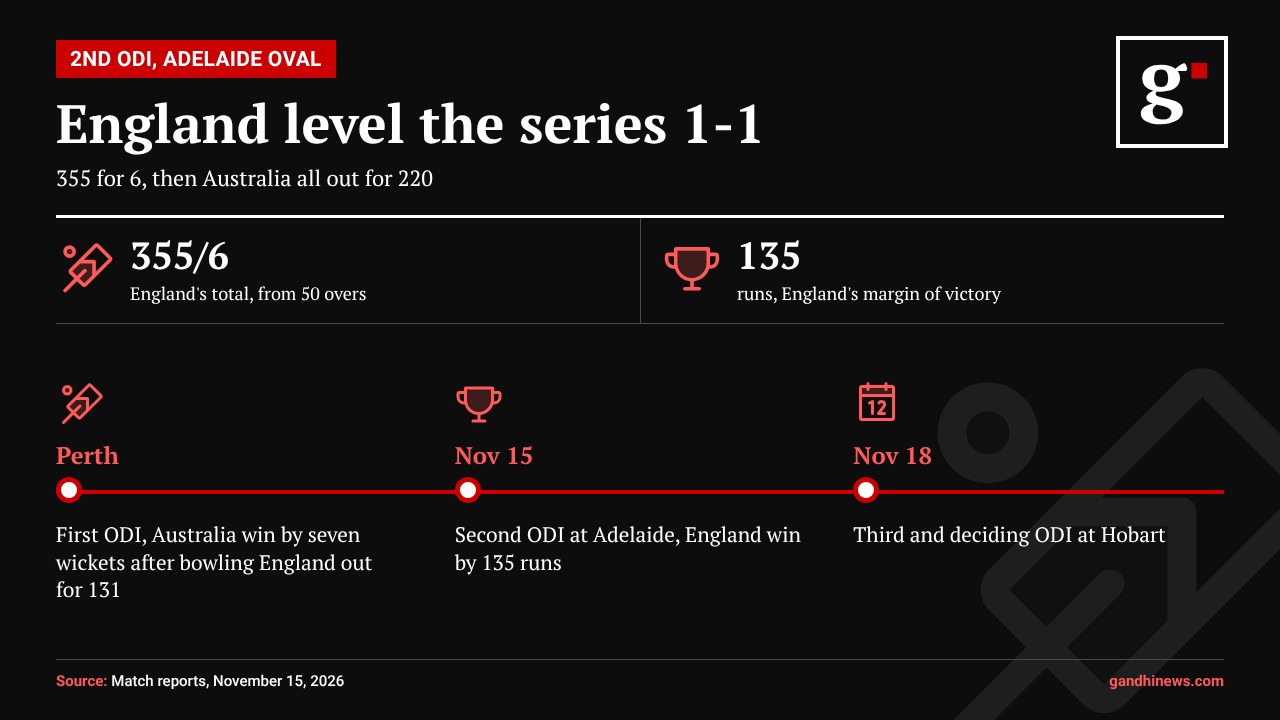 2ND ODI, ADELAIDE OVAL
g
England level the series 1-1
355 for 6, then Australia all out for 220
355/6
England's total, from 50 overs
135
runs, England's margin of victory
12
Perth
Nov 15
Nov 18
First ODI, Australia win by seven
wickets after bowling England out
for 131
Second ODI at Adelaide, England win
by 135 runs
Third and deciding ODI at Hobart
Source: Match reports, November 15, 2026
gandhinews.com